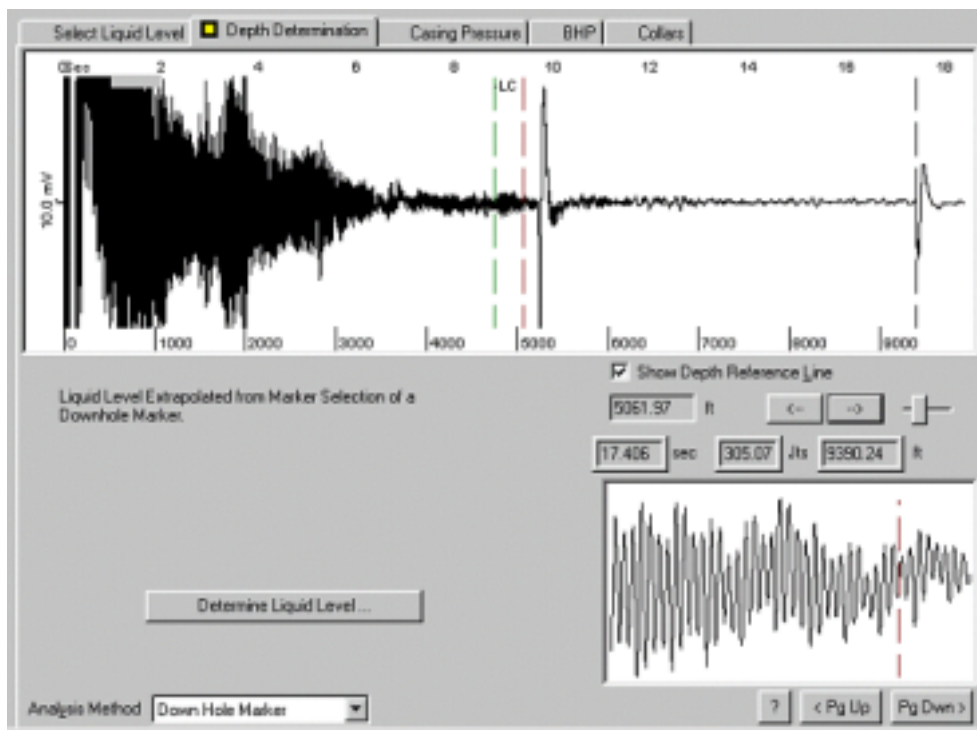 Select Liquid Level Depth Determination Casing Pressure BHP Collars
0Sec 2 4 6 8 10 12 14 16 18
LC
10.0 mV
0 1000 2000 3000 4000 5000 6000 7000 8000 9000
Show Depth Reference Line
Liquid Level Extrapolated from Marker Selection of a
Downhole Marker.
5061.97 ft <-- -->
17.406 sec 305.07 Jts 9390.24 ft
Determine Liquid Level ...
Analysis Method Down Hole Marker ? < Pg Up Pg Dwn >